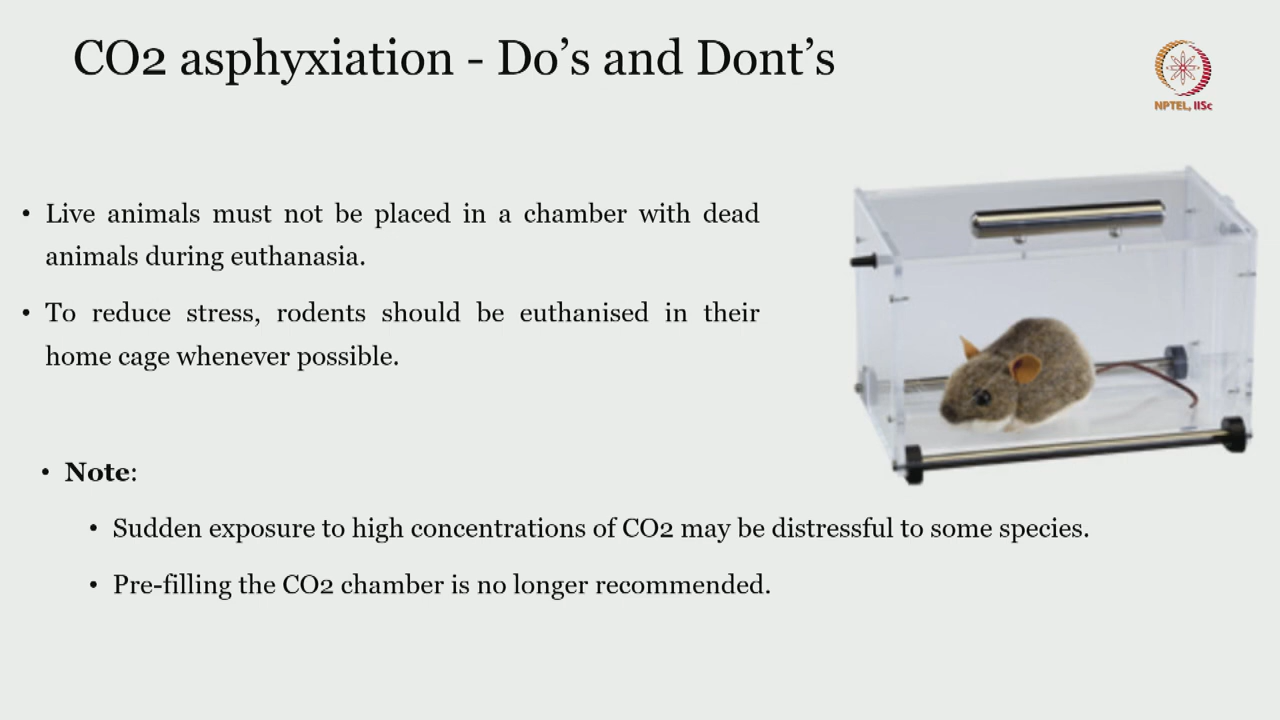 CO2 asphyxiation - Do’s and Dont’s
NPTEL, IISc
• Live animals must not be placed in a chamber with dead
animals during euthanasia.
• To reduce stress, rodents should be euthanised in their
home cage whenever possible.
• Note:
• Sudden exposure to high concentrations of CO2 may be distressful to some species.
• Pre-filling the CO2 chamber is no longer recommended.